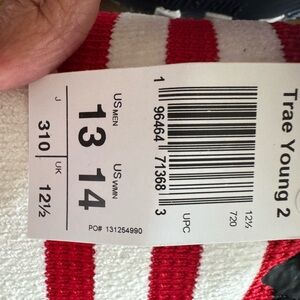 Trae Young 2
12½
720
1 96464 71368 3
UPC
US MEN
13
US WMN
14
PO# 131254990
J
310
UK
12½